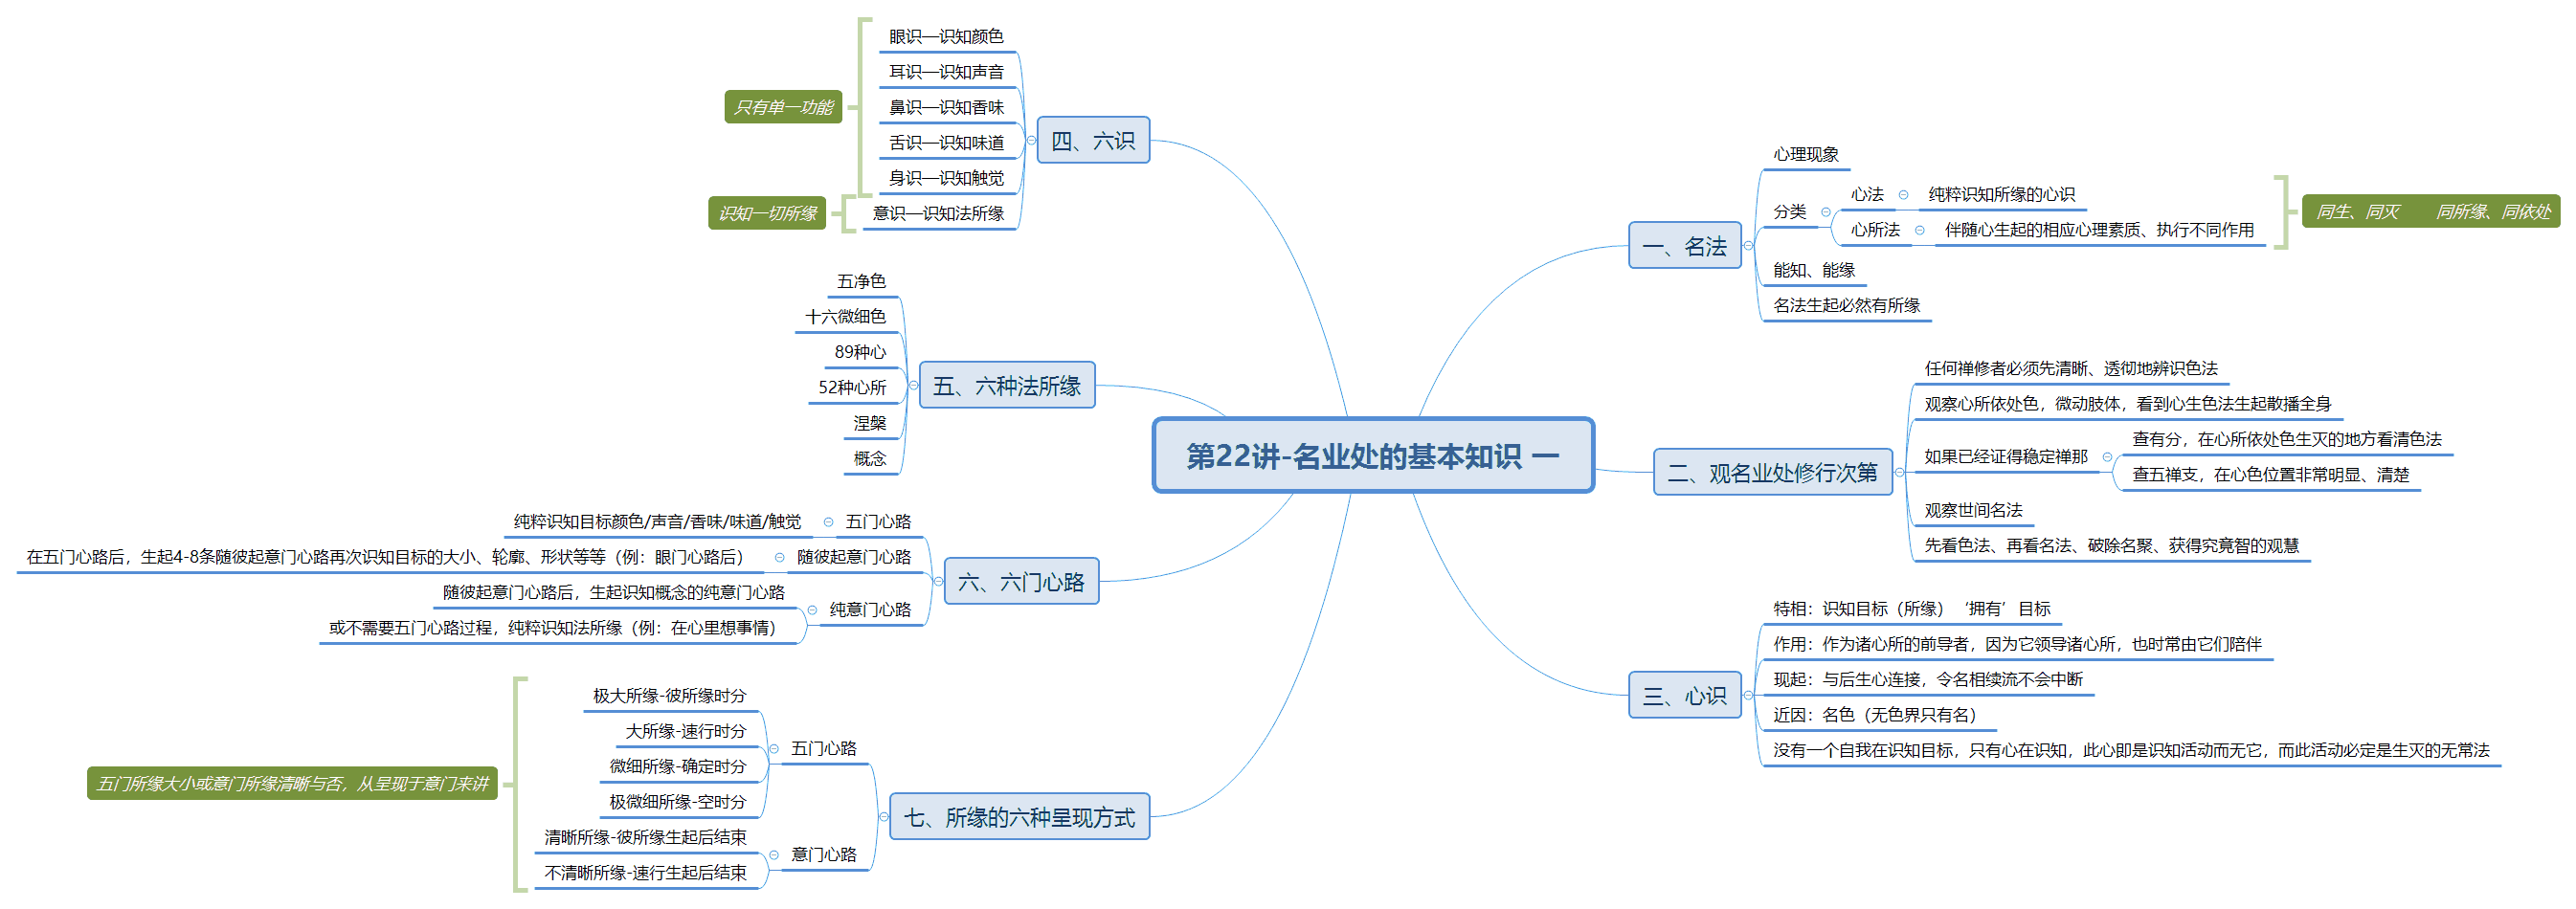 第22讲-名业处的基本知识 一
一、名法
心理现象
分类
心法
纯粹识知所缘的心识
心所法
伴随心生起的相应心理素质、执行不同作用
同生、同灭 同所缘、同依处
能知、能缘
名法生起必然有所缘
二、观名业处修行次第
任何禅修者必须先清晰、透彻地辨识色法
观察心所依处色，微动肢体，看到心生色法生起散播全身
如果已经证得稳定禅那
查有分，在心所依处色生灭的地方看清色法
查五禅支，在心色位置非常明显、清楚
观察世间名法
先看色法、再看名法、破除名聚、获得究竟智的观慧
三、心识
特相：识知目标（所缘）‘拥有’目标
作用：作为诸心所的前导者，因为它领导诸心所，也时常由它们陪伴
现起：与后生心连接，令名相续流不会中断
近因：名色（无色界只有名）
没有一个自我在识知目标，只有心在识知，此心即是识知活动而无它，而此活动必定是生灭的无常法
四、六识
眼识—识知颜色
耳识—识知声音
鼻识—识知香味
舌识—识知味道
身识—识知触觉
只有单一功能
意识—识知法所缘
识知一切所缘
五、六种法所缘
五净色
十六微细色
89种心
52种心所
涅槃
概念
六、六门心路
五门心路
纯粹识知目标颜色/声音/香味/味道/触觉
随彼起意门心路
在五门心路后，生起4-8条随彼起意门心路再次识知目标的大小、轮廓、形状等等（例：眼门心路后）
纯意门心路
随彼起意门心路后，生起识知概念的纯意门心路
或不需要五门心路过程，纯粹识知法所缘（例：在心里想事情）
七、所缘的六种呈现方式
五门心路
极大所缘-彼所缘时分
大所缘-速行时分
微细所缘-确定时分
极微细所缘-空时分
意门心路
清晰所缘-彼所缘生起后结束
不清晰所缘-速行生起后结束
五门所缘大小或意门所缘清晰与否，从呈现于意门来讲